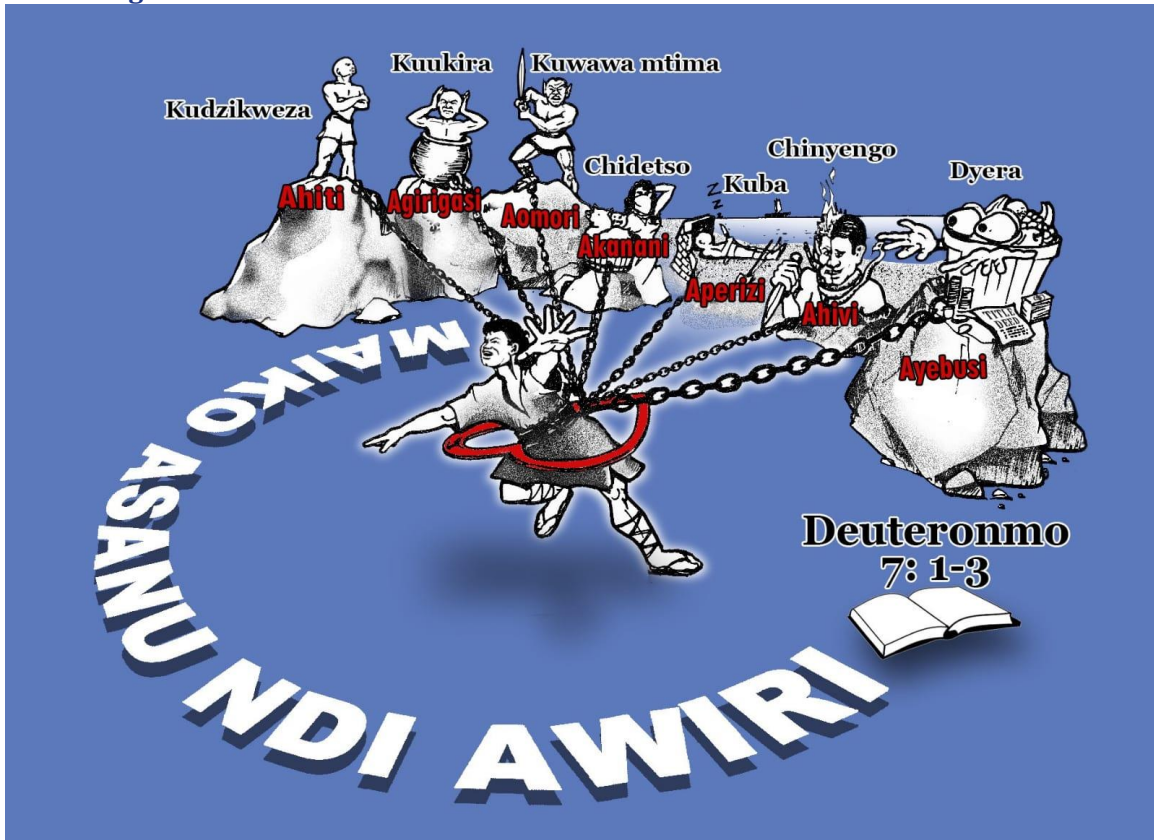 Kudzikweza
Kuukira
Kuwawa mtima
Chidetso
Kuba
Chinyengo
Dyera
Ahiti
Agirigasi
Aomori
Akanani
Aperizi
Ahivi
Ayebusi
z
z
z
MAIKO ASANU NDI AWIRI
Deuteronmo
7: 1-3